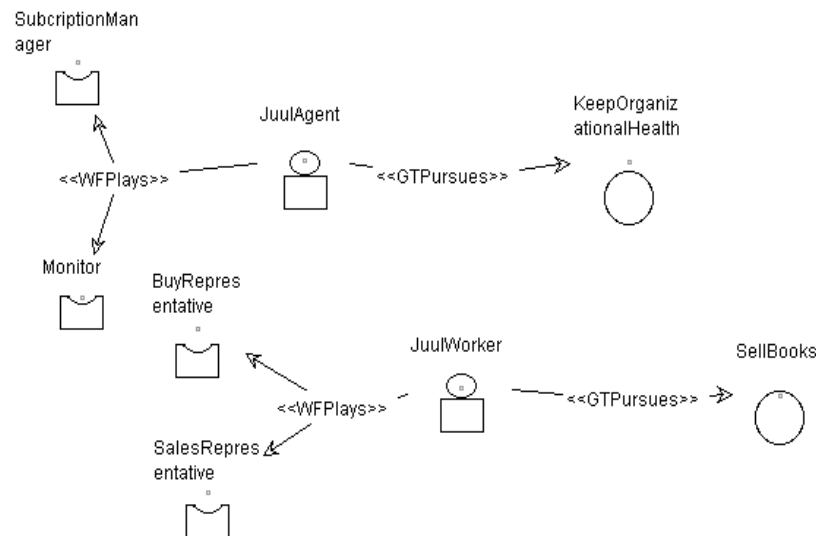 SubcriptionMan
ager
JuulAgent
KeepOrganiz
ationalHealth
<<WFPlays>>
<<GTPursues>>
Monitor
BuyRepres
entative
JuulWorker
SellBooks
<<WFPlays>>
<<GTPursues>>
SalesRepres
entative